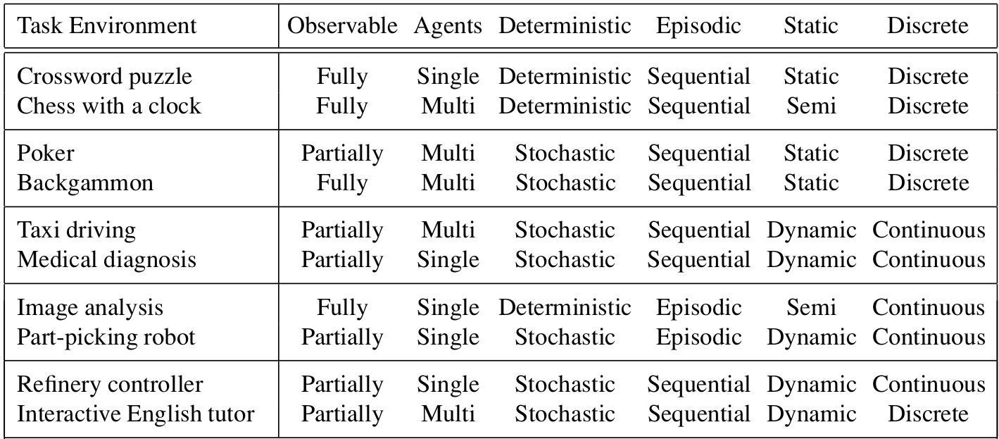 Task Environment Observable Agents Deterministic Episodic Static Discrete
Crossword puzzle Fully Single Deterministic Sequential Static Discrete
Chess with a clock Fully Multi Deterministic Sequential Semi Discrete
Poker Partially Multi Stochastic Sequential Static Discrete
Backgammon Fully Multi Stochastic Sequential Static Discrete
Taxi driving Partially Multi Stochastic Sequential Dynamic Continuous
Medical diagnosis Partially Single Stochastic Sequential Dynamic Continuous
Image analysis Fully Single Deterministic Episodic Semi Continuous
Part-picking robot Partially Single Stochastic Episodic Dynamic Continuous
Refinery controller Partially Single Stochastic Sequential Dynamic Continuous
Interactive English tutor Partially Multi Stochastic Sequential Dynamic Discrete